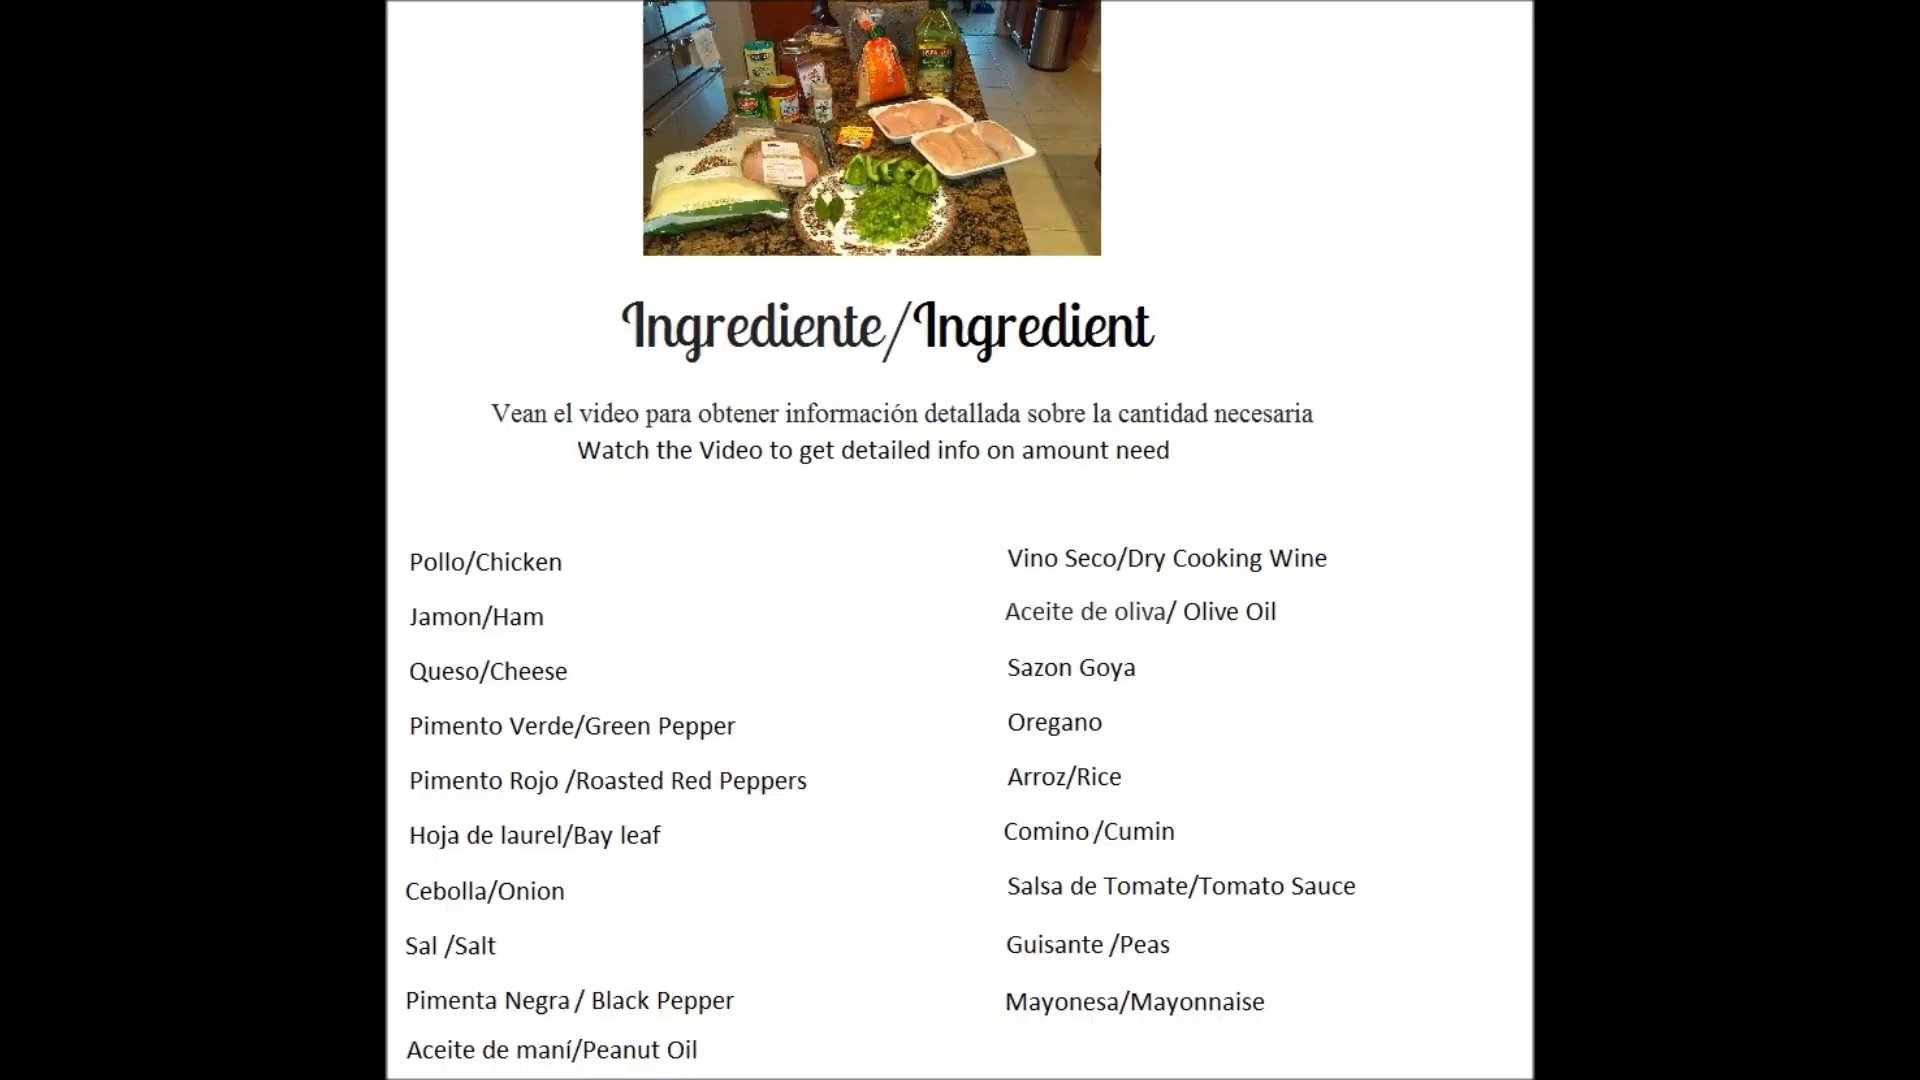 Ingrediente/Ingredient
Vean el video para obtener información detallada sobre la cantidad necesaria
Watch the Video to get detailed info on amount need
Pollo/Chicken
Jamon/Ham
Queso/Cheese
Pimento Verde/Green Pepper
Pimento Rojo /Roasted Red Peppers
Hoja de laurel/Bay leaf
Cebolla/Onion
Sal /Salt
Pimenta Negra / Black Pepper
Aceite de maní/Peanut Oil
Vino Seco/Dry Cooking Wine
Aceite de oliva/ Olive Oil
Sazon Goya
Oregano
Arroz/Rice
Comino /Cumin
Salsa de Tomate/Tomato Sauce
Guisante /Peas
Mayonesa/Mayonnaise